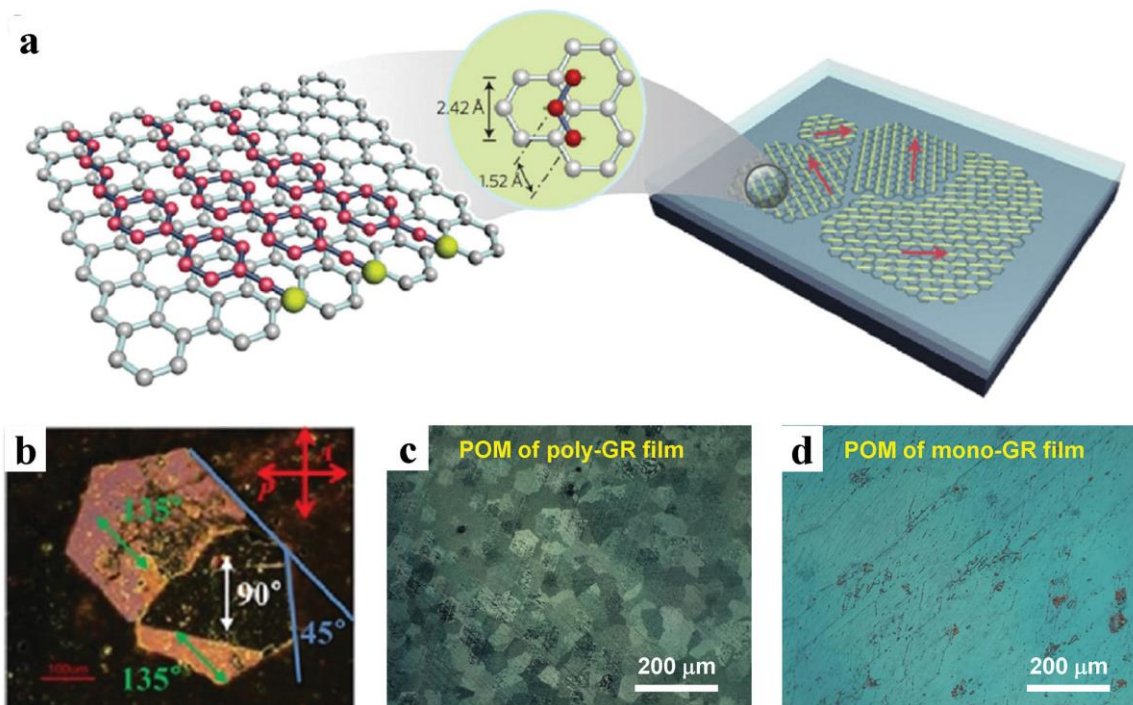 a
2.42 Å
1.52 Å
b
A
P
135°
90°
45°
135°
100um
c
POM of poly-GR film
200 μm
d
POM of mono-GR film
200 μm